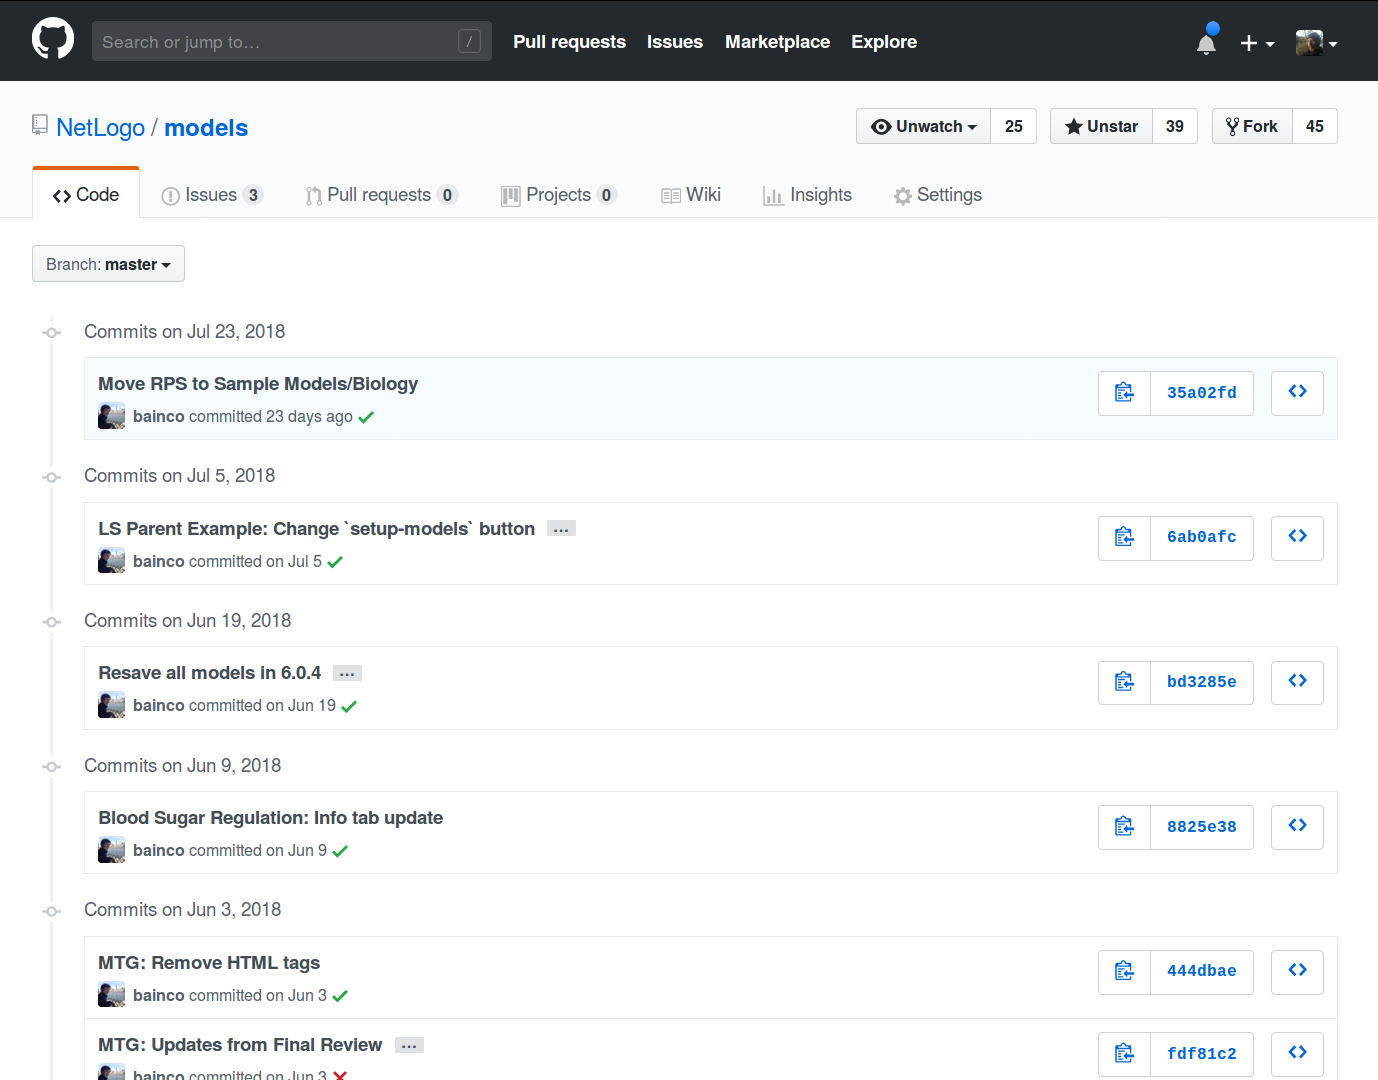 Search or jump to… /
Pull requests Issues Marketplace Explore
NetLogo / models
Unwatch 25 Unstar 39 Fork 45
Code Issues 3 Pull requests 0 Projects 0 Wiki Insights Settings
Branch: master
Commits on Jul 23, 2018
Move RPS to Sample Models/Biology
bainco committed 23 days ago
35a02fd
Commits on Jul 5, 2018
LS Parent Example: Change `setup-models` button …
bainco committed on Jul 5
6ab0afc
Commits on Jun 19, 2018
Resave all models in 6.0.4 …
bainco committed on Jun 19
bd3285e
Commits on Jun 9, 2018
Blood Sugar Regulation: Info tab update
bainco committed on Jun 9
8825e38
Commits on Jun 3, 2018
MTG: Remove HTML tags
bainco committed on Jun 3
444dbae
MTG: Updates from Final Review …
bainco committed on Jun 3
fdf81c2